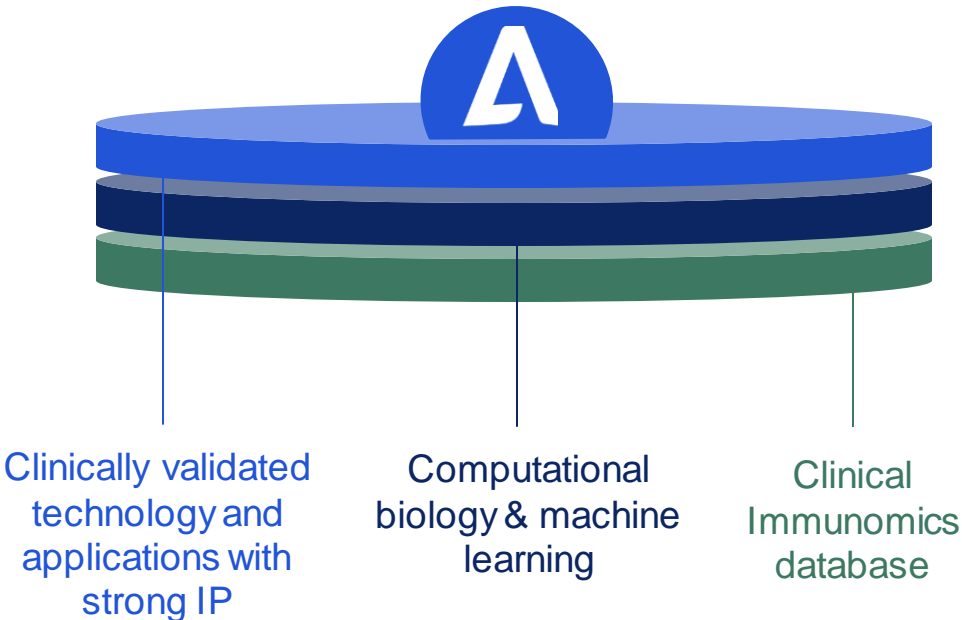 Clinically validated
technology and
applications with
strong IP
Computational
biology & machine
learning
Clinical
Immunomics
database